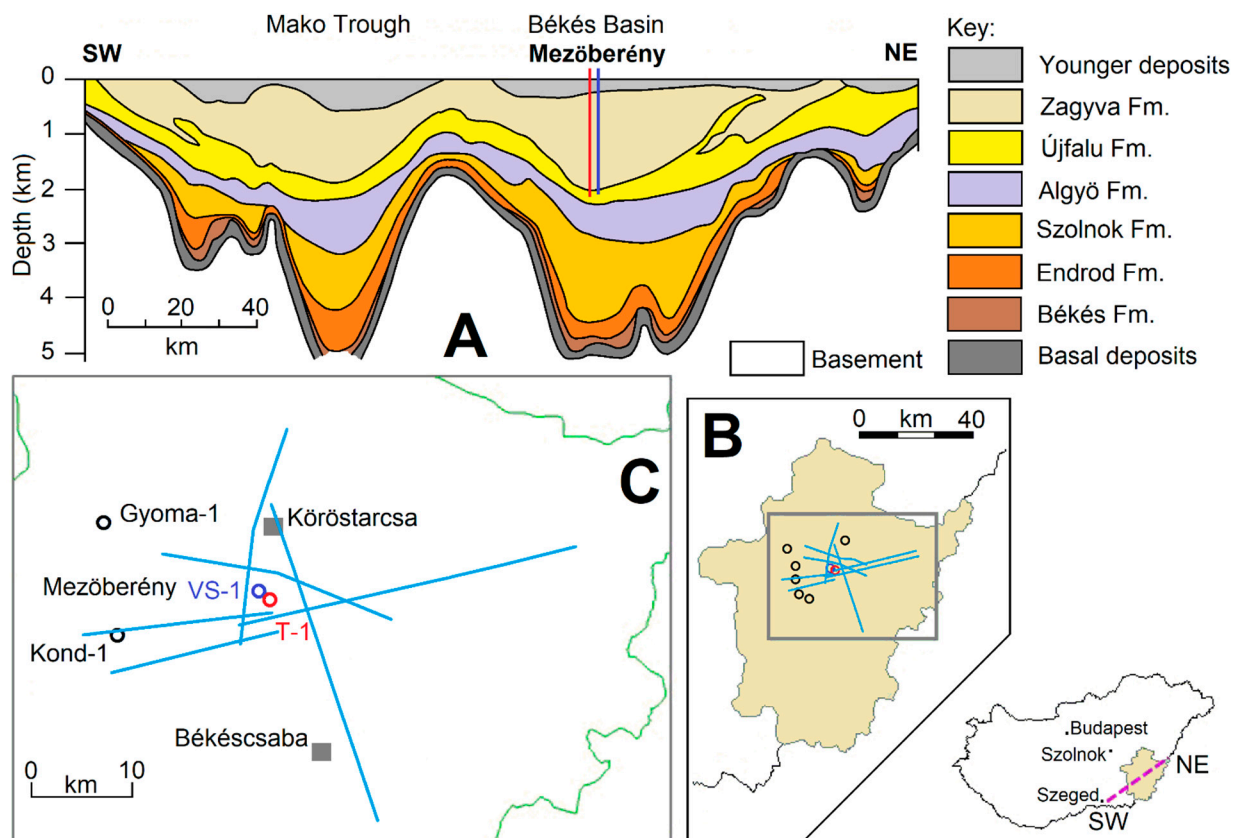 Mako Trough
Békés Basin
Mezöberény
SW
NE
Key:
Younger deposits
Zagyva Fm.
Újfalu Fm.
Algyö Fm.
Szolnok Fm.
Endrod Fm.
Békés Fm.
Basal deposits
Basement
Depth (km)
0
1
2
3
4
5
0 20 40
km
A
B
km
0 40
C
Gyoma-1
Köröstarcsa
Mezöberény
VS-1
T-1
Kond-1
Békéscsaba
0 10
km
Budapest
Szolnok
Szeged
NE
SW